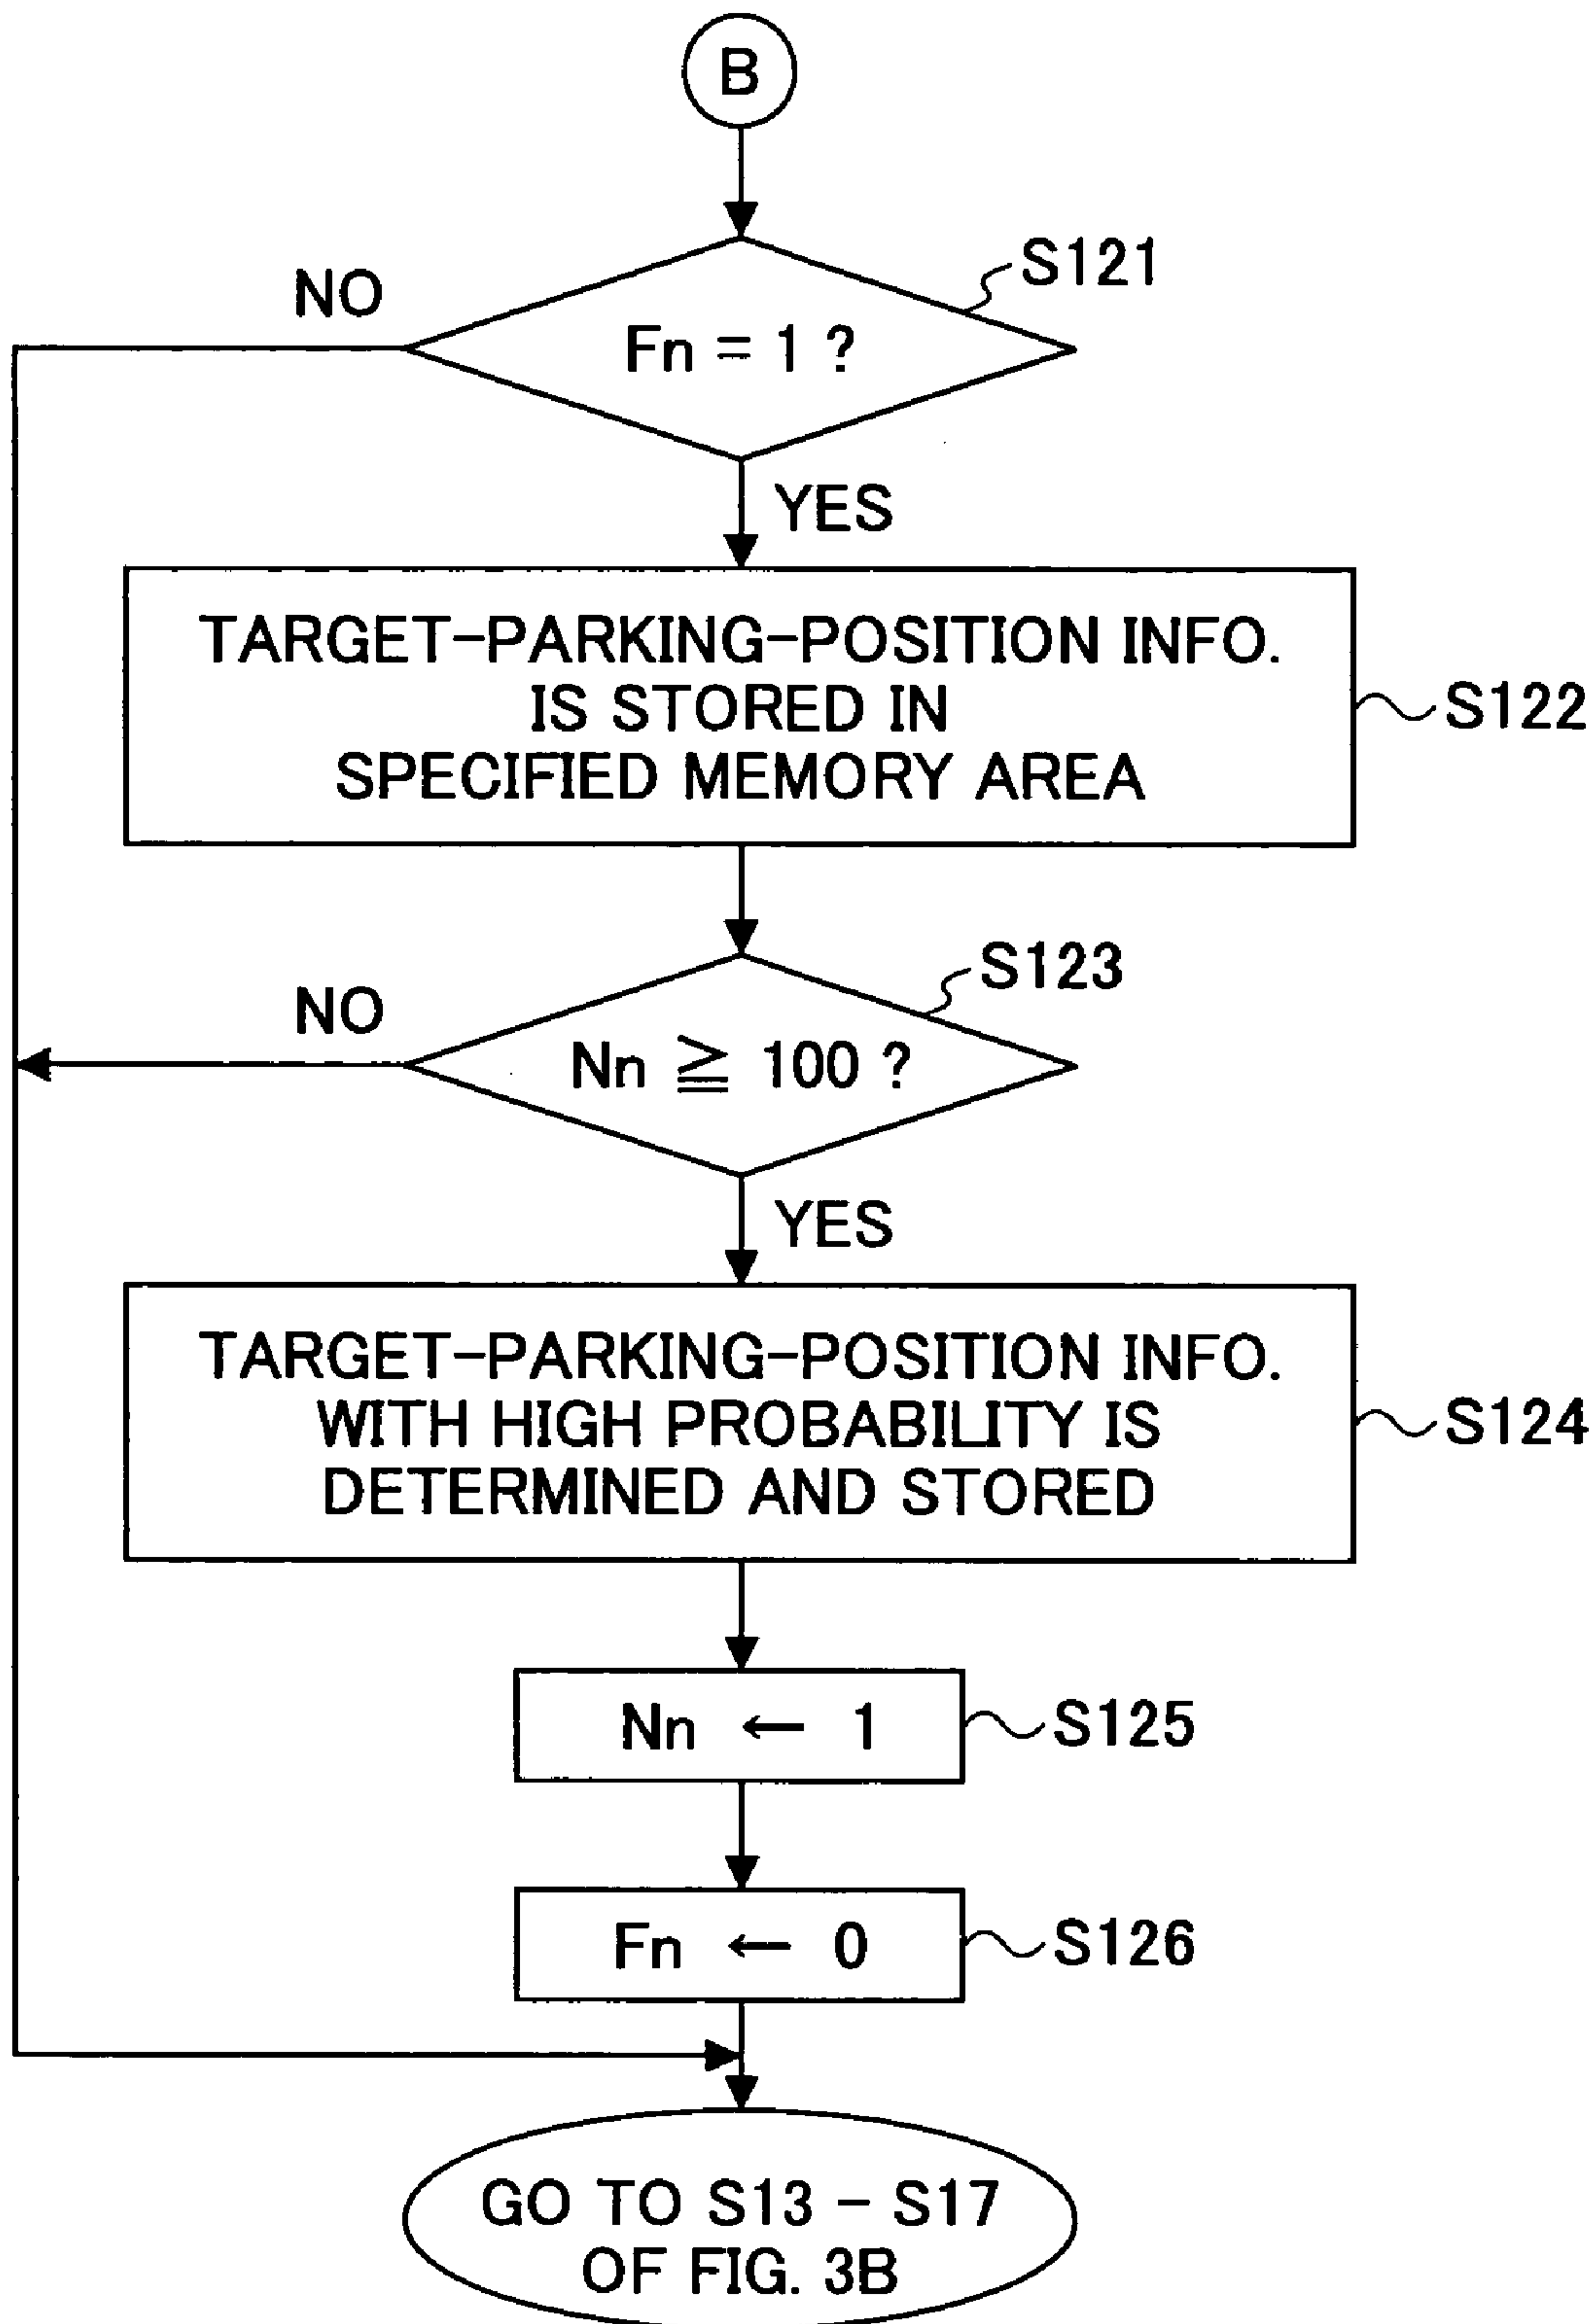 B
S121
NO
Fn = 1 ?
YES
TARGET-PARKING-POSITION INFO.
IS STORED IN
SPECIFIED MEMORY AREA
S122
S123
NO
Nn ≧ 100 ?
YES
TARGET-PARKING-POSITION INFO.
WITH HIGH PROBABILITY IS
DETERMINED AND STORED
S124
Nn ← 1
S125
Fn ← 0
S126
GO TO S13 - S17
OF FIG. 3B